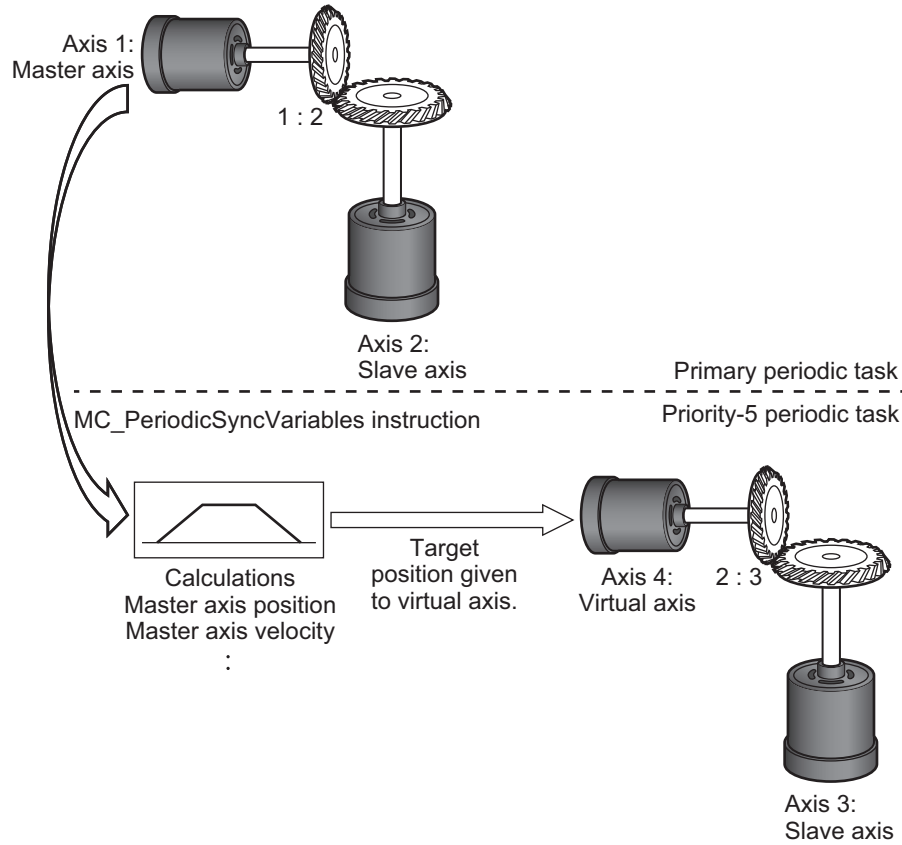 Axis 1:
Master axis
1 : 2
Axis 2:
Slave axis
Primary periodic task
MC_PeriodicSyncVariables instruction
Priority-5 periodic task
Calculations
Master axis position
Master axis velocity
:
Target
position given
to virtual axis.
Axis 4:
Virtual axis
2 : 3
Axis 3:
Slave axis